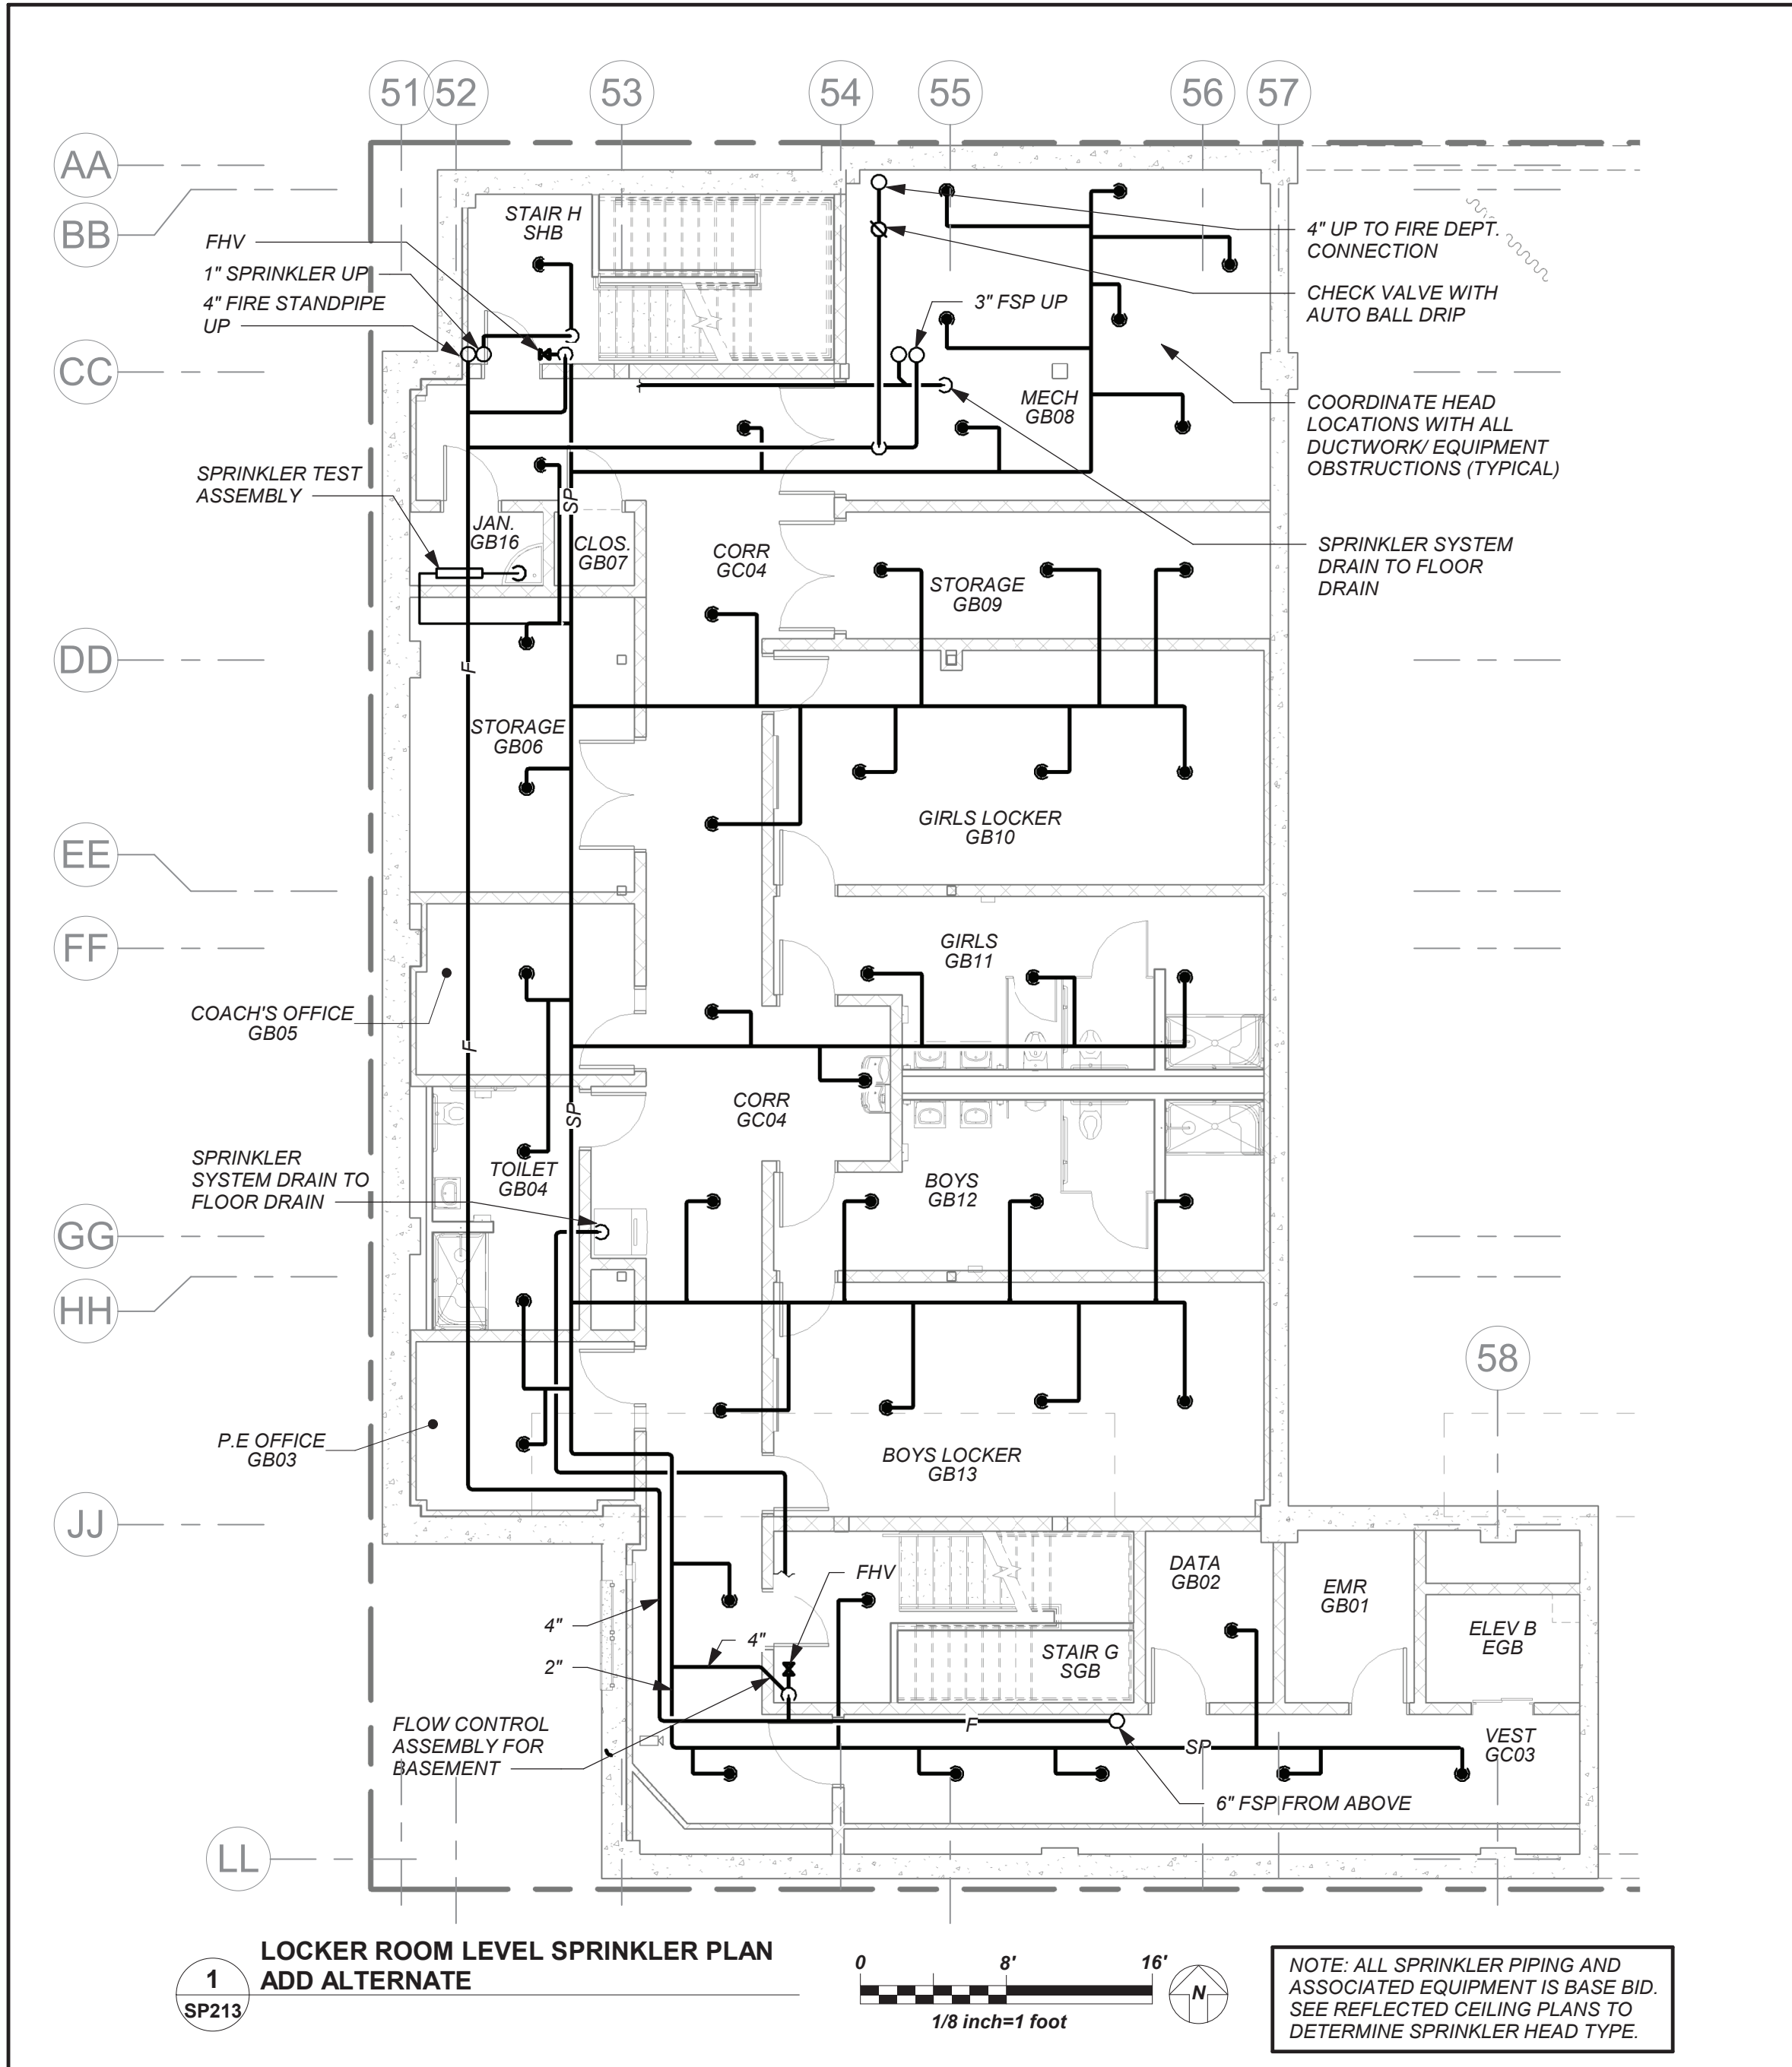 51
52
53
54
55
56
57
AA
BB
CC
DD
EE
FF
GG
HH
JJ
LL
58
STAIR H
SHB
FHV
1" SPRINKLER UP
4" FIRE STANDPIPE
UP
3" FSP UP
4" UP TO FIRE DEPT.
CONNECTION
CHECK VALVE WITH
AUTO BALL DRIP
MECH
GB08
COORDINATE HEAD
LOCATIONS WITH ALL
DUCTWORK/ EQUIPMENT
OBSTRUCTIONS (TYPICAL)
SPRINKLER TEST
ASSEMBLY
SP
JAN.
GB16
CLOS.
GB07
CORR
GC04
STORAGE
GB09
SPRINKLER SYSTEM
DRAIN TO FLOOR
DRAIN
F
STORAGE
GB06
GIRLS LOCKER
GB10
GIRLS
GB11
COACH'S OFFICE
GB05
F
SP
CORR
GC04
SPRINKLER
SYSTEM DRAIN TO
FLOOR DRAIN
TOILET
GB04
BOYS
GB12
P.E OFFICE
GB03
BOYS LOCKER
GB13
FHV
DATA
GB02
EMR
GB01
ELEV B
EGB
4"
4"
2"
STAIR G
SGB
FLOW CONTROL
ASSEMBLY FOR
BASEMENT
F
SP
VEST
GC03
6" FSP FROM ABOVE
1
SP213
LOCKER ROOM LEVEL SPRINKLER PLAN
ADD ALTERNATE
0 8' 16'
1/8 inch=1 foot
N
NOTE: ALL SPRINKLER PIPING AND
ASSOCIATED EQUIPMENT IS BASE BID.
SEE REFLECTED CEILING PLANS TO
DETERMINE SPRINKLER HEAD TYPE.